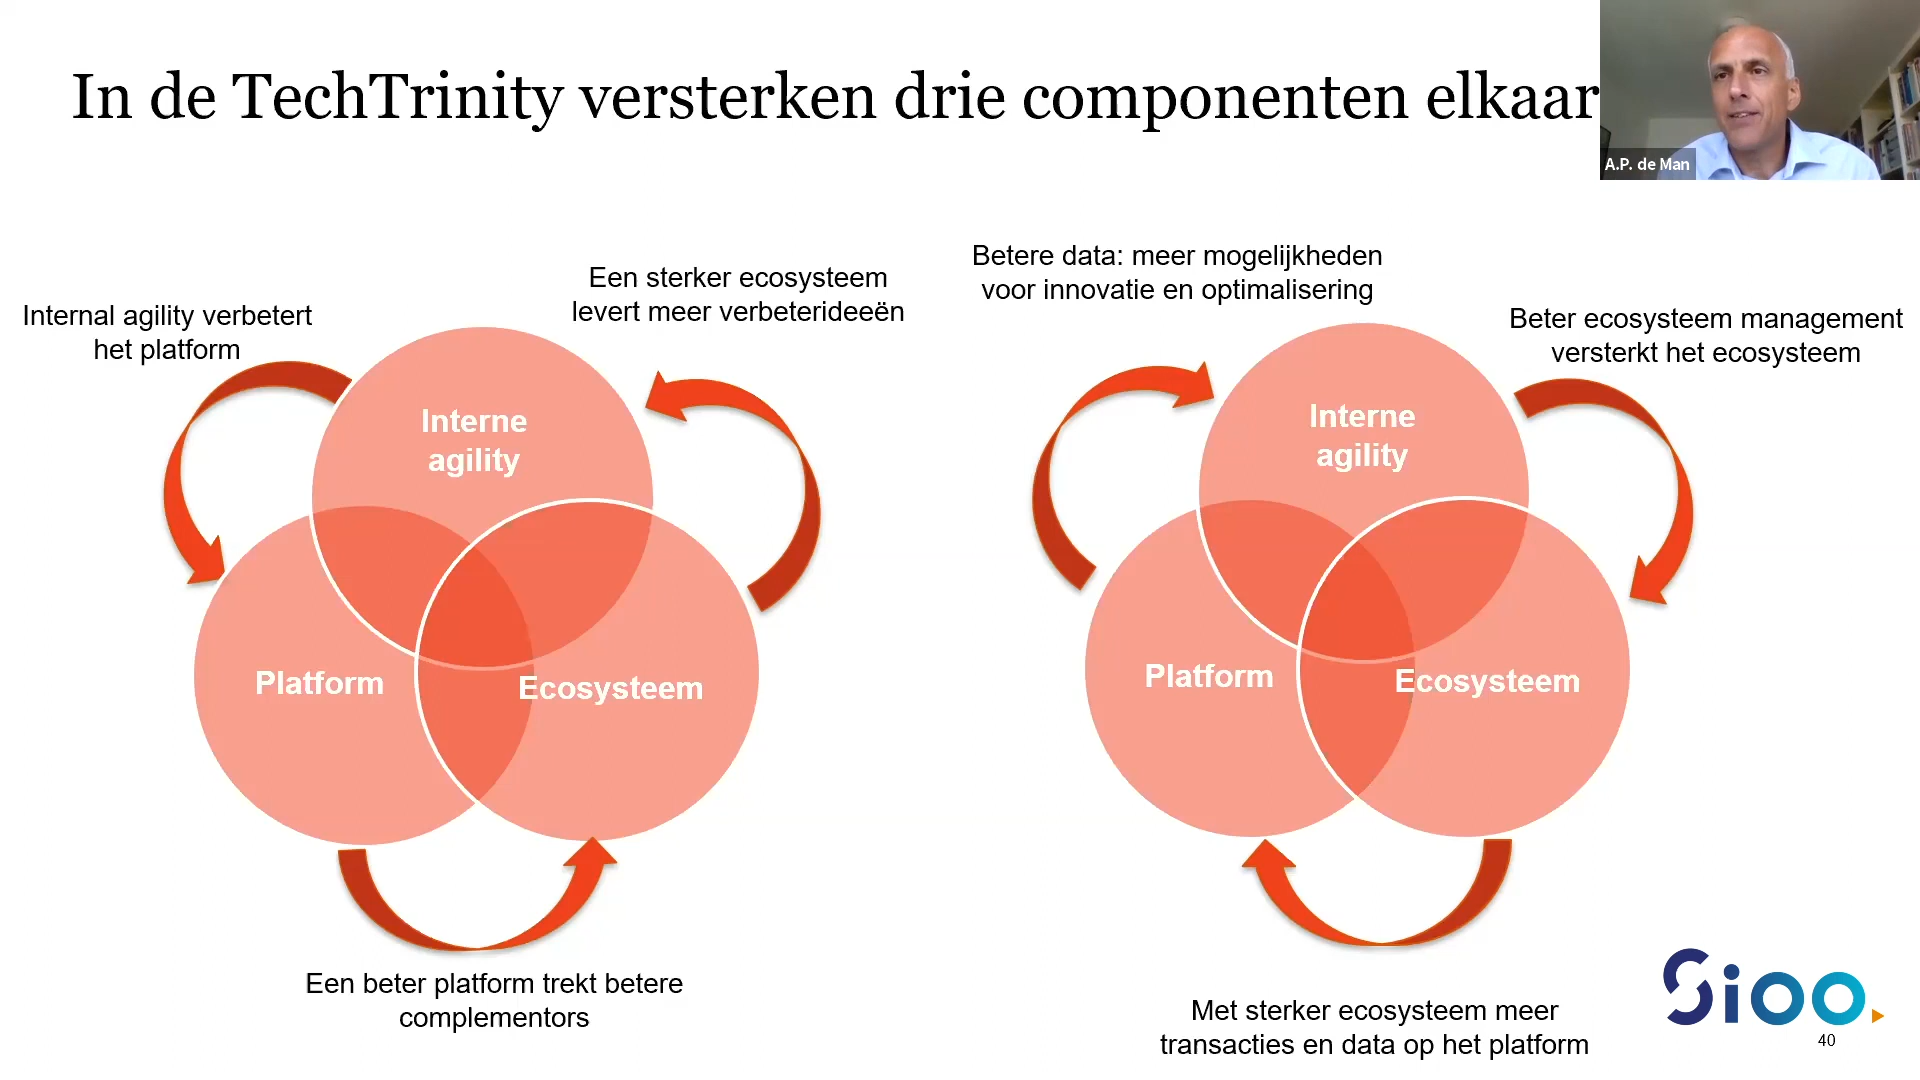 In de TechTrinity versterken drie componenten elkaar
A.P. de Man
Internal agility verbetert
het platform
Een sterker ecosysteem
levert meer verbeterideeën
Interne
agility
Platform
Ecosysteem
Een beter platform trekt betere
complementors
Betere data: meer mogelijkheden
voor innovatie en optimalisering
Beter ecosysteem management
versterkt het ecosysteem
Interne
agility
Platform
Ecosysteem
Met sterker ecosysteem meer
transacties en data op het platform
Sioo.
40